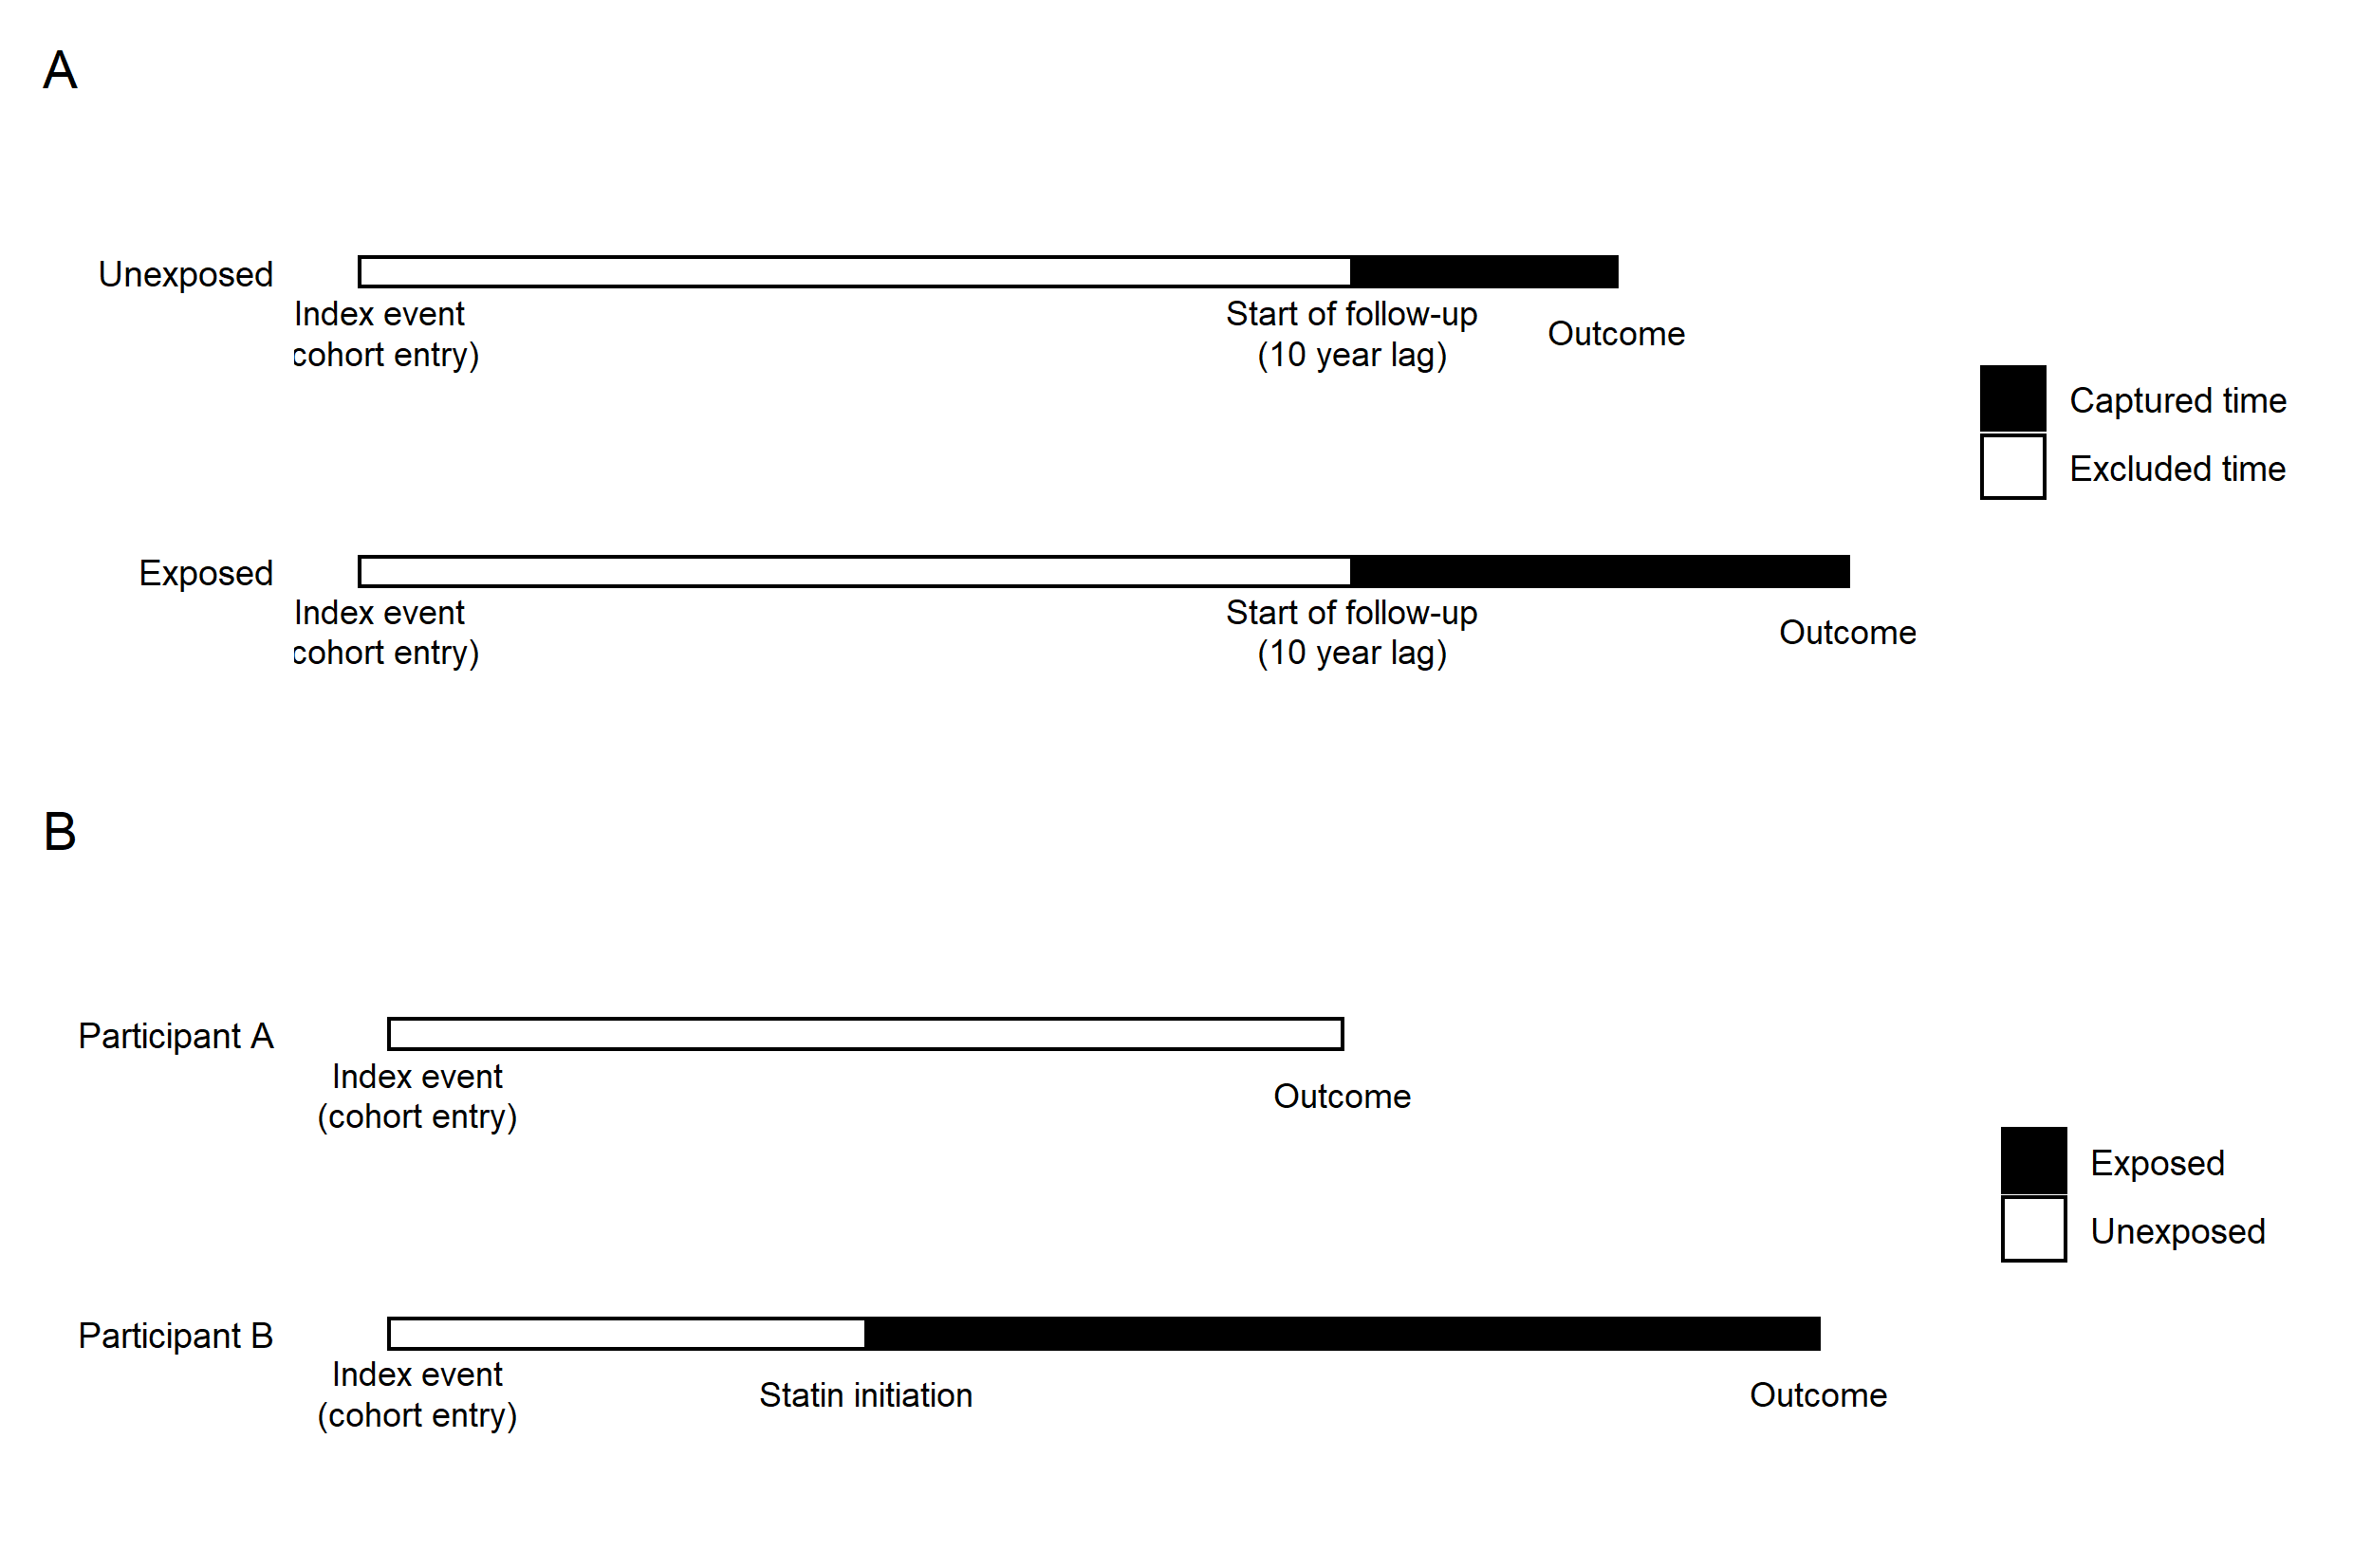 A
Unexposed
Index event
cohort entry)
Start of follow-up
(10 year lag)
Outcome
Captured time
Excluded time
Exposed
Index event
cohort entry)
Start of follow-up
(10 year lag)
Outcome
B
Participant A
Index event
(cohort entry)
Outcome
Exposed
Unexposed
Participant B
Index event
(cohort entry)
Statin initiation
Outcome